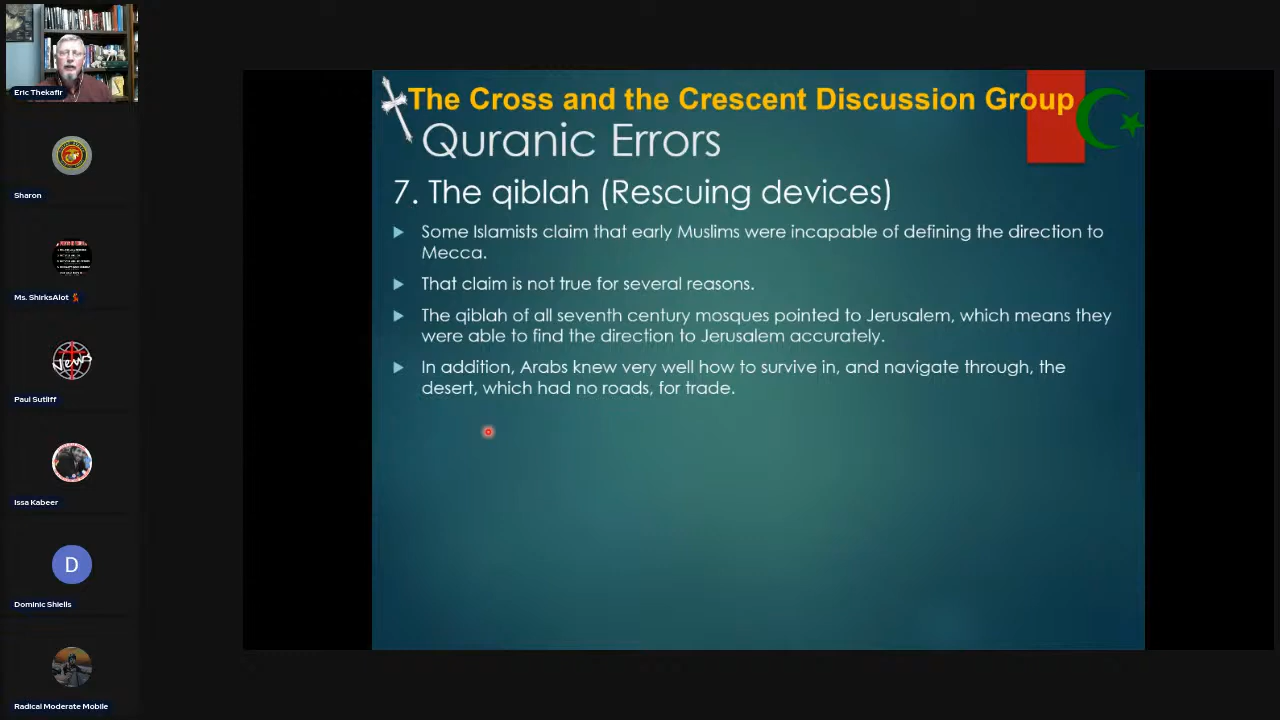 Eric Thekafir
Sharon
Ms. ShirksAlot 💃
Paul Sutliff
Issa Kabeer
D
Dominic Shiells
Radical Moderate Mobile
The Cross and the Crescent Discussion Group
Quranic Errors
7. The qiblah (Rescuing devices)
Some Islamists claim that early Muslims were incapable of defining the direction to
Mecca.
That claim is not true for several reasons.
The qiblah of all seventh century mosques pointed to Jerusalem, which means they
were able to find the direction to Jerusalem accurately.
In addition, Arabs knew very well how to survive in, and navigate through, the
desert, which had no roads, for trade.